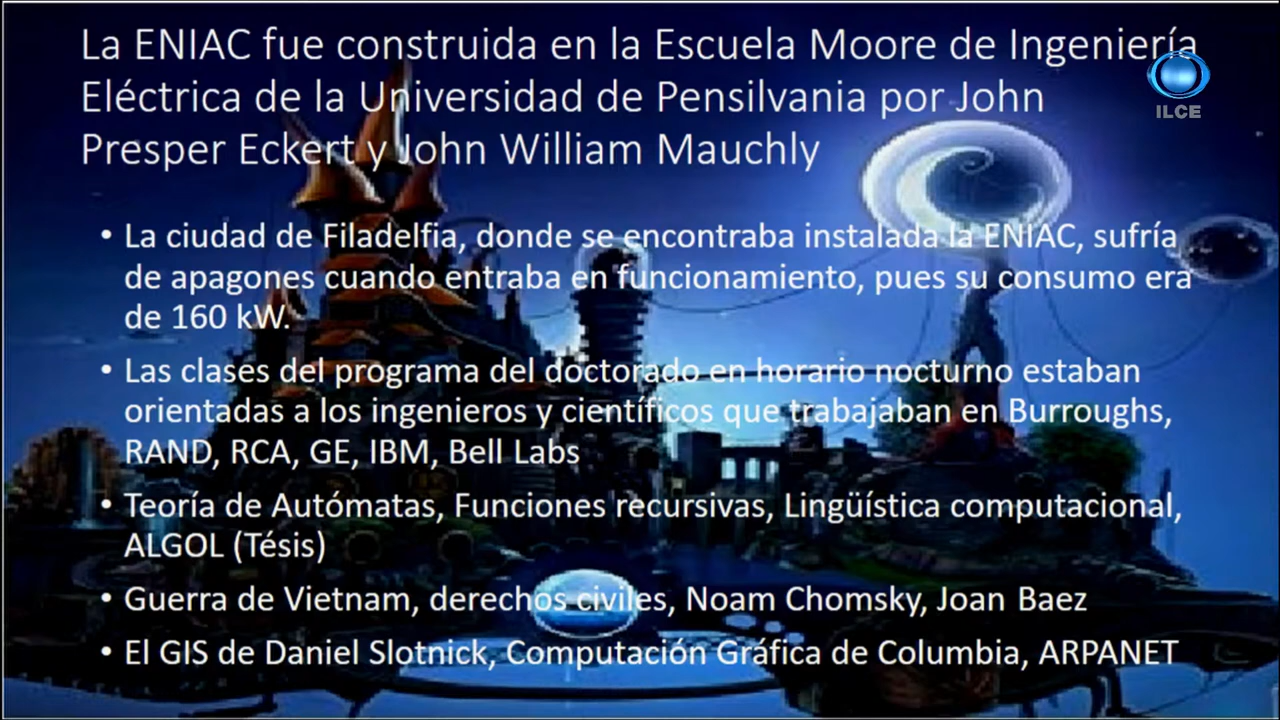 La ENIAC fue construida en la Escuela Moore de Ingeniería
Eléctrica de la Universidad de Pensilvania por John
Presper Eckert y John William Mauchly
ILCE
• La ciudad de Filadelfia, donde se encontraba instalada la ENIAC, sufría
de apagones cuando entraba en funcionamiento, pues su consumo era
de 160 kW.
• Las clases del programa del doctorado en horario nocturno estaban
orientadas a los ingenieros y científicos que trabajaban en Burroughs,
RAND, RCA, GE, IBM, Bell Labs
• Teoría de Autómatas, Funciones recursivas, Lingüística computacional,
ALGOL (Tésis)
• Guerra de Vietnam, derechos civiles, Noam Chomsky, Joan Baez
• El GIS de Daniel Slotnick, Computación Gráfica de Columbia, ARPANET